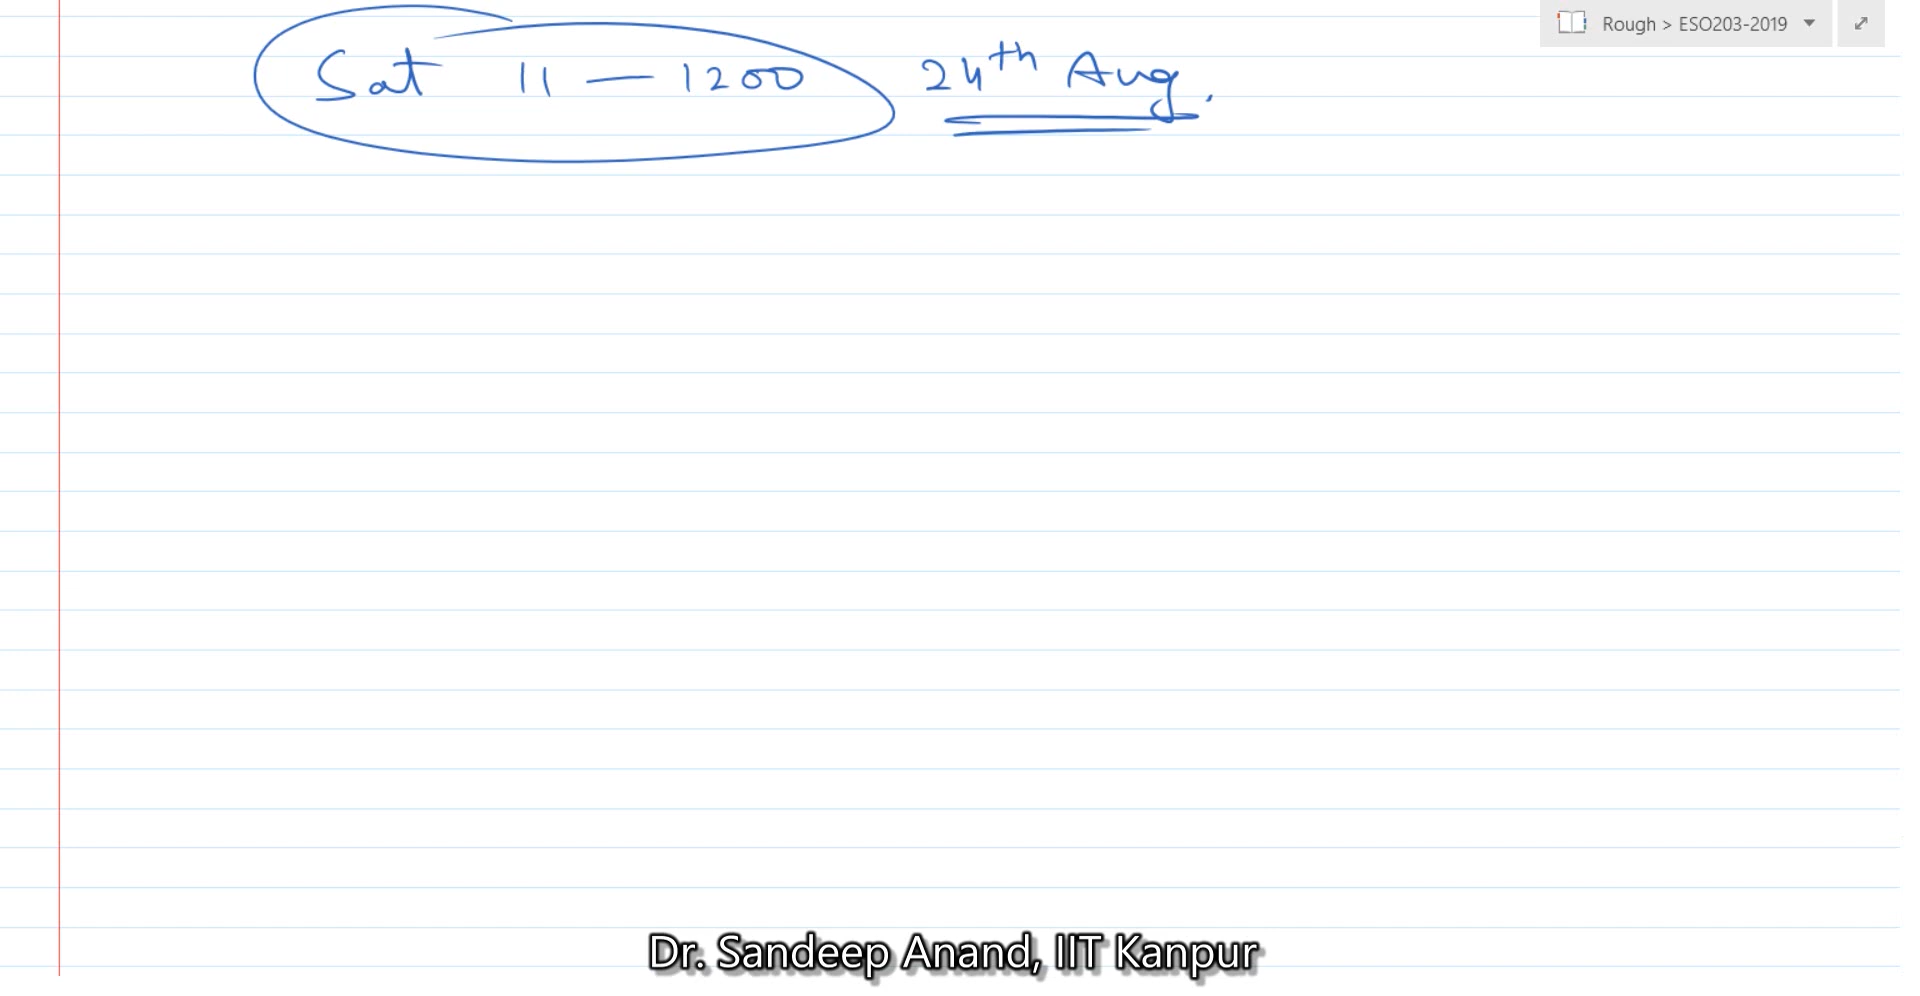 Rough > ESO203-2019
Sat 11 — 1200 24th Aug.
Dr. Sandeep Anand, IIT Kanpur